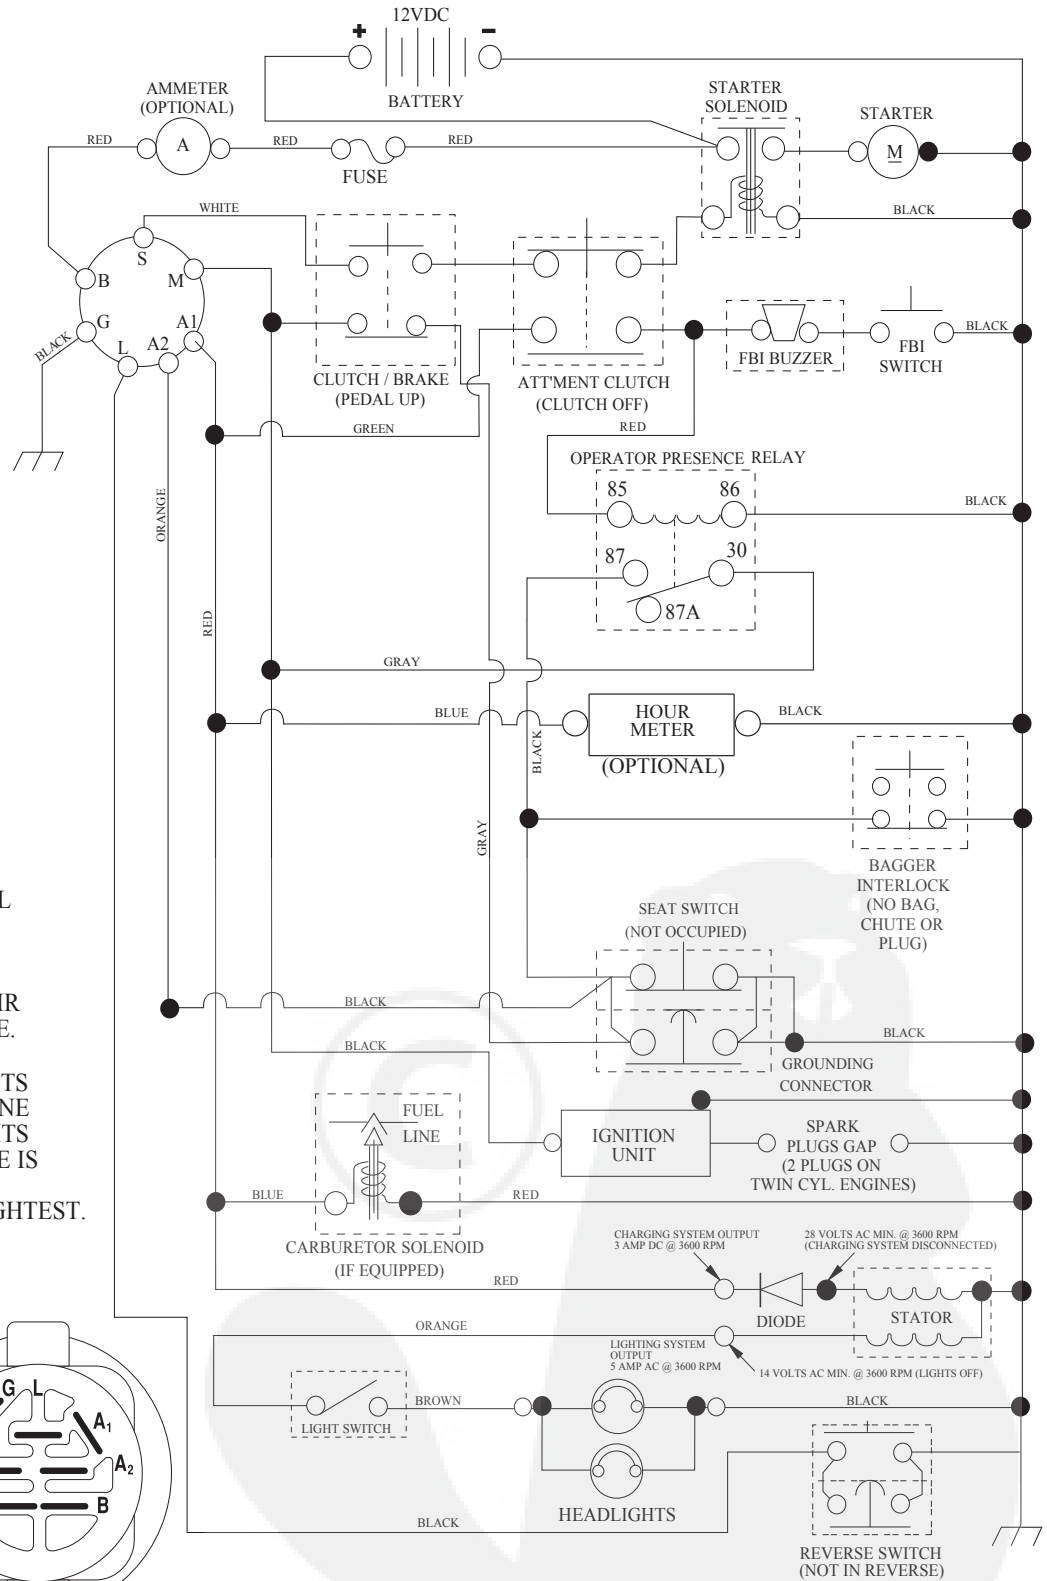 12VDC
+ -
BATTERY
AMMETER
(OPTIONAL)
STARTER
SOLENOID
STARTER
RED
A
RED
RED
M
FUSE
WHITE
BLACK
S
B
M
G
A1
L
A2
BLACK
CLUTCH / BRAKE
(PEDAL UP)
ATT'MENT CLUTCH
(CLUTCH OFF)
FBI BUZZER
FBI
SWITCH
BLACK
GREEN
RED
OPERATOR PRESENCE RELAY
85
86
BLACK
ORANGE
87
30
87A
RED
GRAY
BLUE
HOUR
METER
(OPTIONAL)
BLACK
BLACK
GRAY
BAGGER
INTERLOCK
(NO BAG,
CHUTE OR
PLUG)
L
SEAT SWITCH
(NOT OCCUPIED)
IR
E.
BLACK
BLACK
BLACK
GROUNDING
CONNECTOR
TS
NE
TS
E IS
GHTEST.
FUEL
LINE
IGNITION
UNIT
SPARK
PLUGS GAP
(2 PLUGS ON
TWIN CYL. ENGINES)
BLUE
RED
CARBURETOR SOLENOID
(IF EQUIPPED)
CHARGING SYSTEM OUTPUT
3 AMP DC @ 3600 RPM
28 VOLTS AC MIN. @ 3600 RPM
(CHARGING SYSTEM DISCONNECTED)
RED
DIODE
STATOR
ORANGE
LIGHTING SYSTEM
OUTPUT
5 AMP AC @ 3600 RPM
14 VOLTS AC MIN. @ 3600 RPM (LIGHTS OFF)
LIGHT SWITCH
BROWN
BLACK
HEADLIGHTS
BLACK
REVERSE SWITCH
(NOT IN REVERSE)
G L
A1
A2
B
©